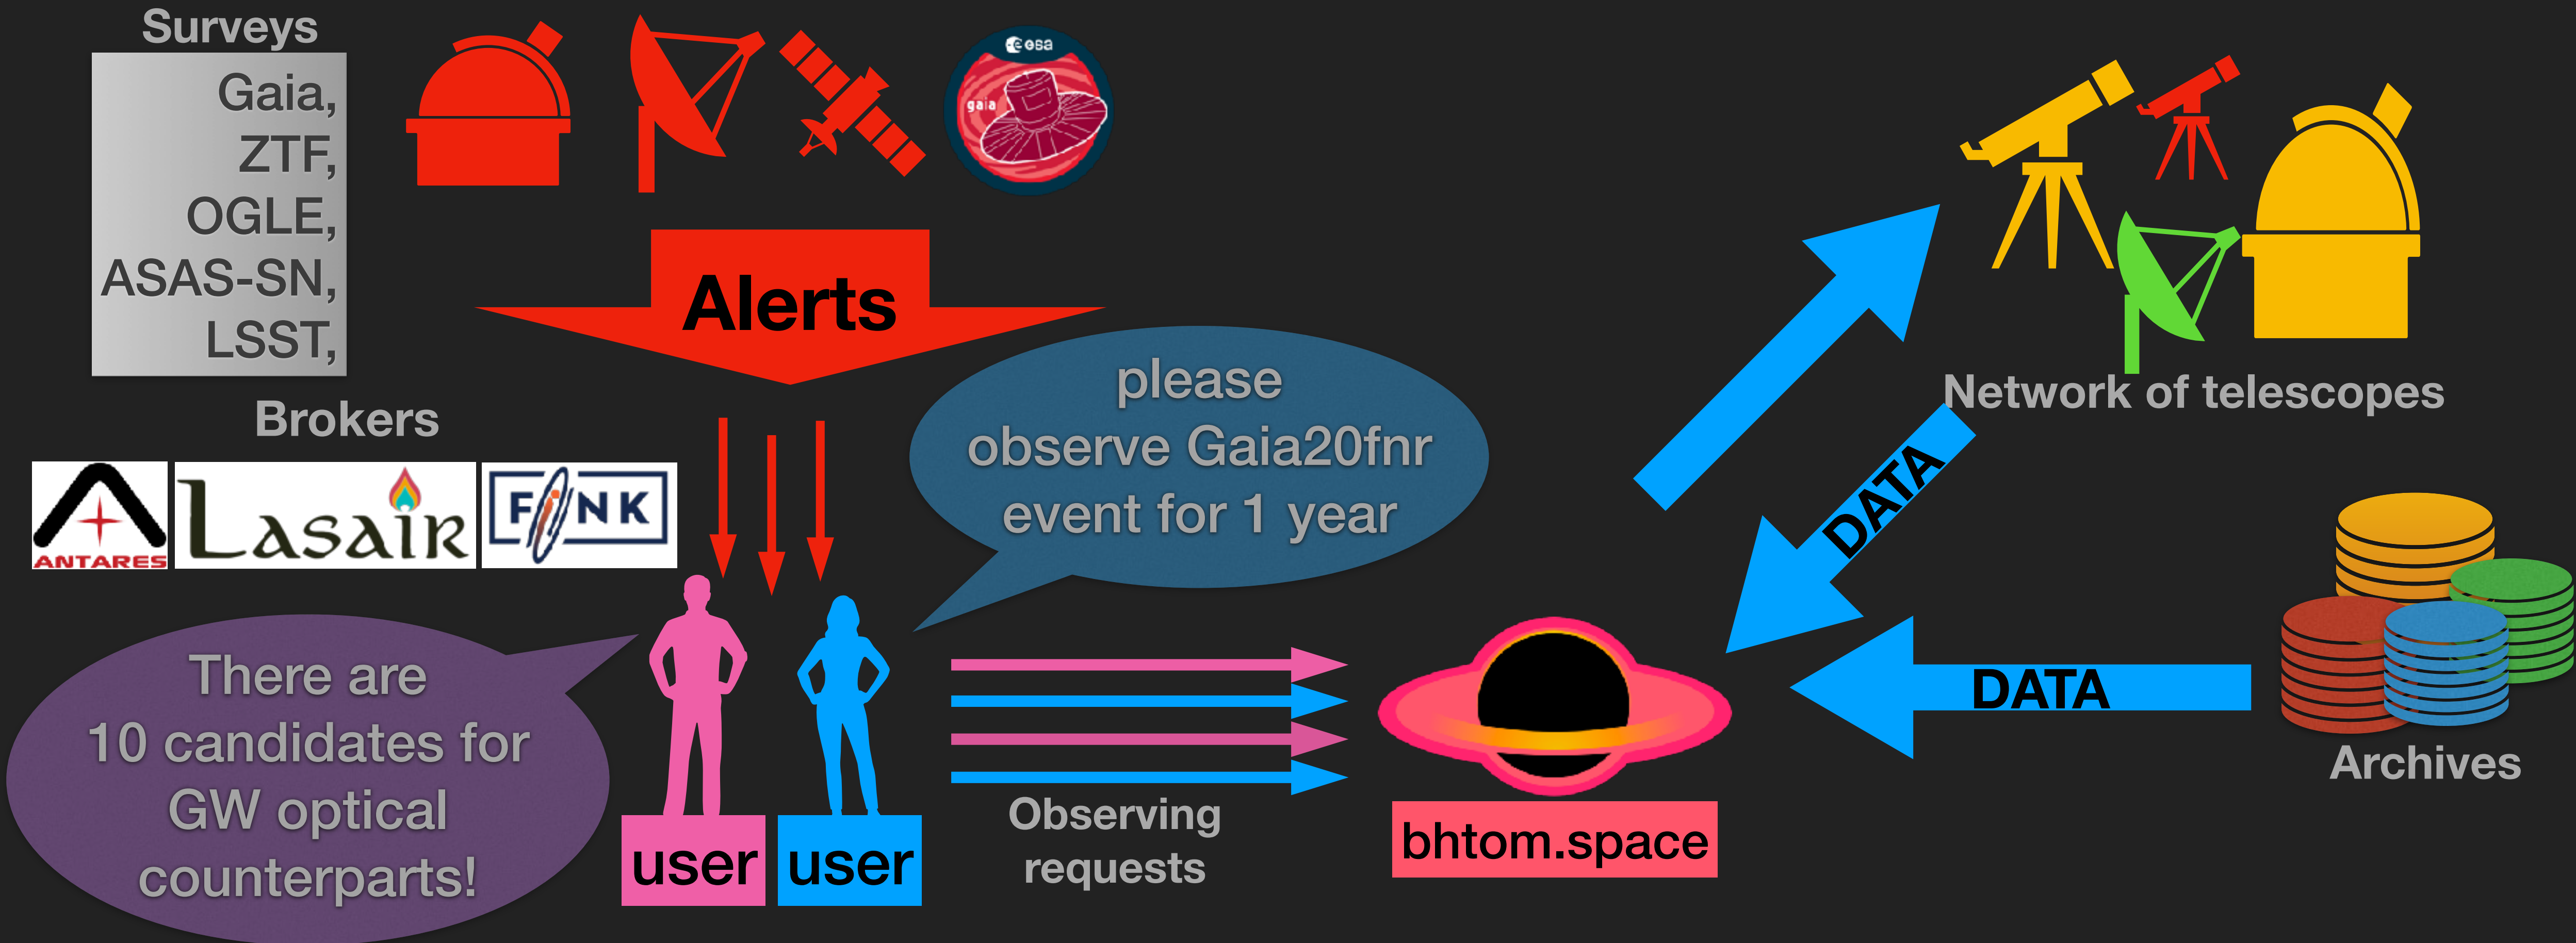 Surveys
Gaia,
ZTF,
OGLE,
ASAS-SN,
LSST,
esa
gaia
Alerts
Brokers
ANTARES
LASAIR
FINK
please
observe Gaia20fnr
event for 1 year
There are
10 candidates for
GW optical
counterparts!
user
user
Observing
requests
bhtom.space
Network of telescopes
DATA
DATA
Archives